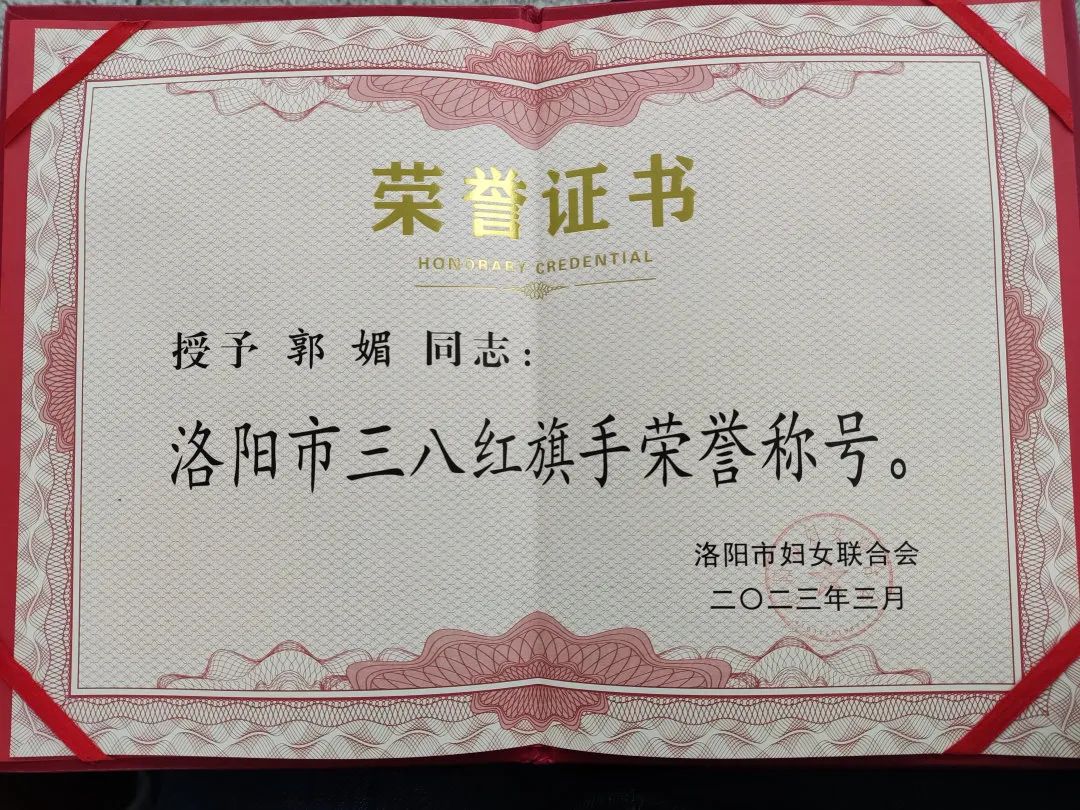 荣誉证书
HONORARY CREDENTIAL
授予 郭 媚 同志：
洛阳市三八红旗手荣誉称号。
洛阳市妇女联合会
二〇二三年三月